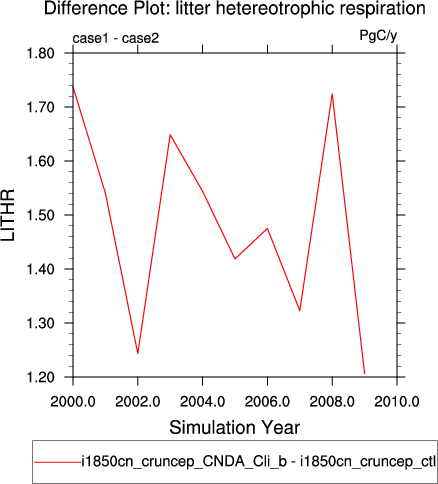 Difference Plot: litter hetereotrophic respiration
case1 - case2
PgC/y
1.80
1.70
1.60
1.50
1.40
1.30
1.20
LITHR
2000.0 2002.0 2004.0 2006.0 2008.0 2010.0
Simulation Year
i1850cn_cruncep_CNDA_Cli_b - i1850cn_cruncep_ctl